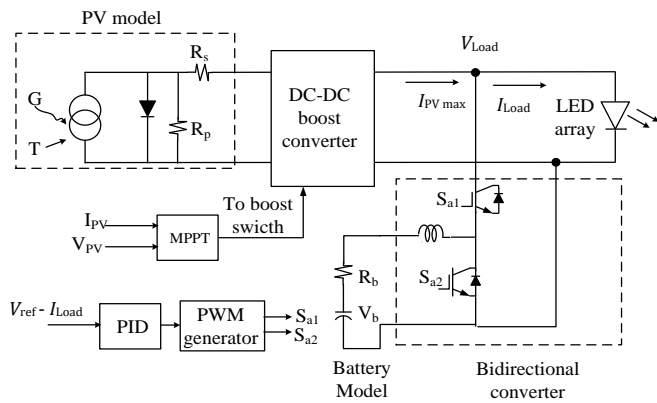 PV model
G
T
R_s
R_p
DC-DC
boost
converter
V_Load
I_PV max
I_Load
LED
array
I_PV
V_PV
MPPT
To boost
swicth
S_a1
S_a2
R_b
V_b
V_ref - I_Load
PID
PWM
generator
S_a1
S_a2
Battery
Model
Bidirectional
converter